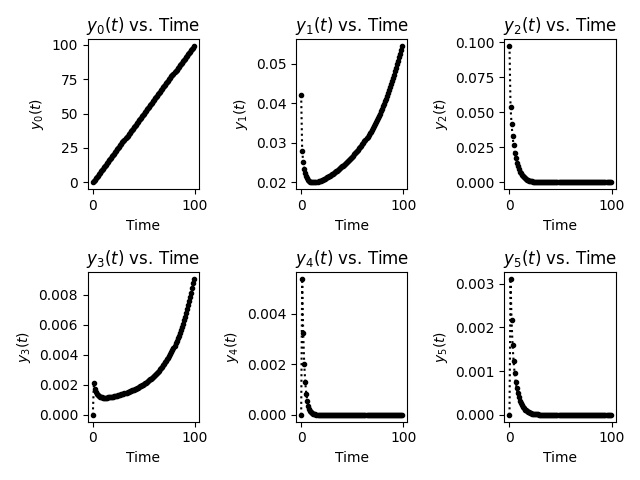 y₀(t) vs. Time
y₁(t) vs. Time
y₂(t) vs. Time
100
75
50
25
0
y₀(t)
0
100
Time
0.05
0.04
0.03
0.02
y₁(t)
0
100
Time
0.100
0.075
0.050
0.025
0.000
y₂(t)
0
100
Time
y₃(t) vs. Time
y₄(t) vs. Time
y₅(t) vs. Time
0.008
0.006
0.004
0.002
0.000
y₃(t)
0
100
Time
0.004
0.002
0.000
y₄(t)
0
100
Time
0.003
0.002
0.001
0.000
y₅(t)
0
100
Time